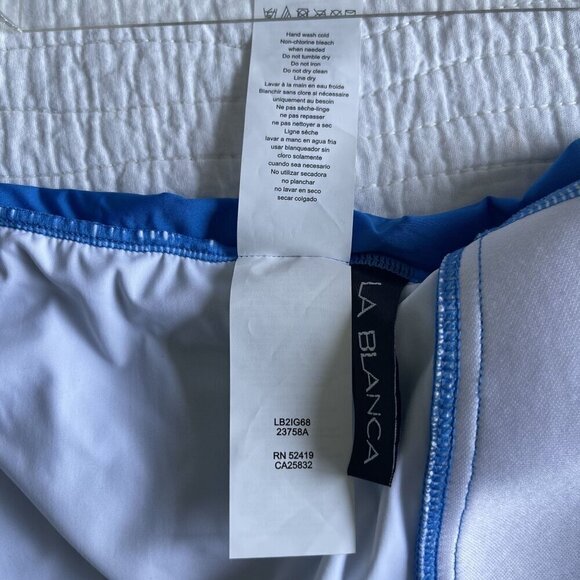 Hand wash cold
Non-chlorine bleach
when needed
Do not tumble dry
Do not iron
Do not dry clean
Line dry
Lavar à la main en eau froide
Blanchir sans clore si nécessaire
uniquement au besoin
Ne pas sèche-linge
ne pas repasser
ne pas nettoyer a sec
Ligne sèche
lavar a manc en agua fria
usar blanqueador sin
cloro solamente
cuando sea necesario
No utilizar secadora
no planchar
no lavar en seco
secar colgado
LA BLANCA
LB2IG68
23758A
RN 52419
CA25832